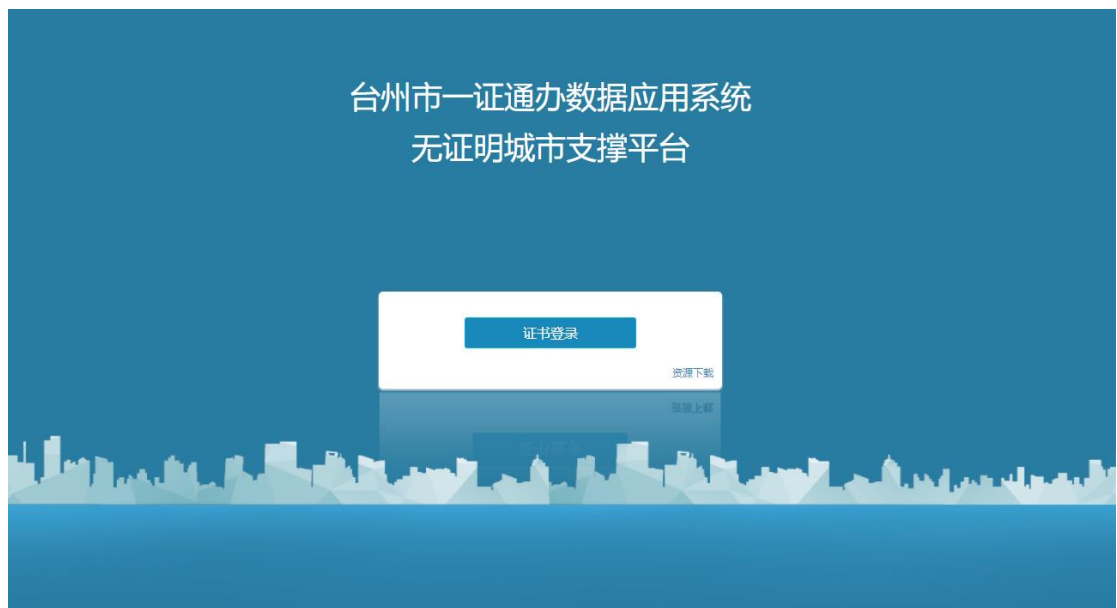 台州市一证通办数据应用系统
无证明城市支撑平台
证书登录
资源下载